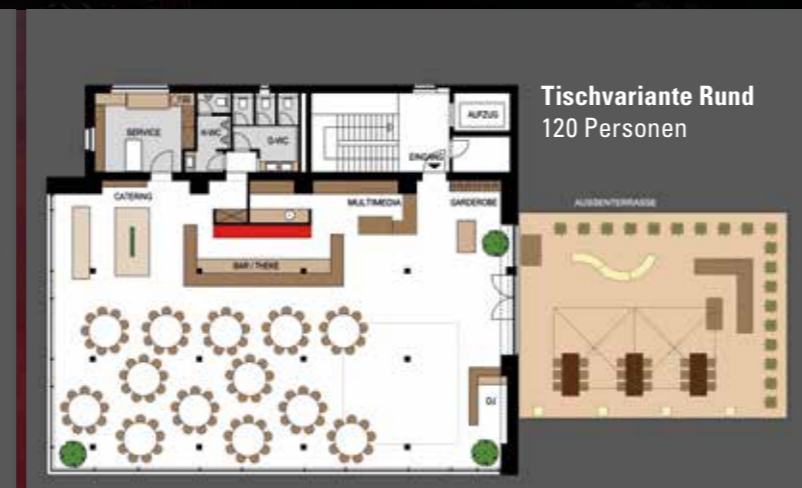 Tischvariante Rund
120 Personen
AUFZUG
SERVICE
H-WC
D-WC
EINGANG
CATERING
MULTIMEDIA
GARDEROBE
AUSSENTERRASSE
BAR / THEKE
DJ